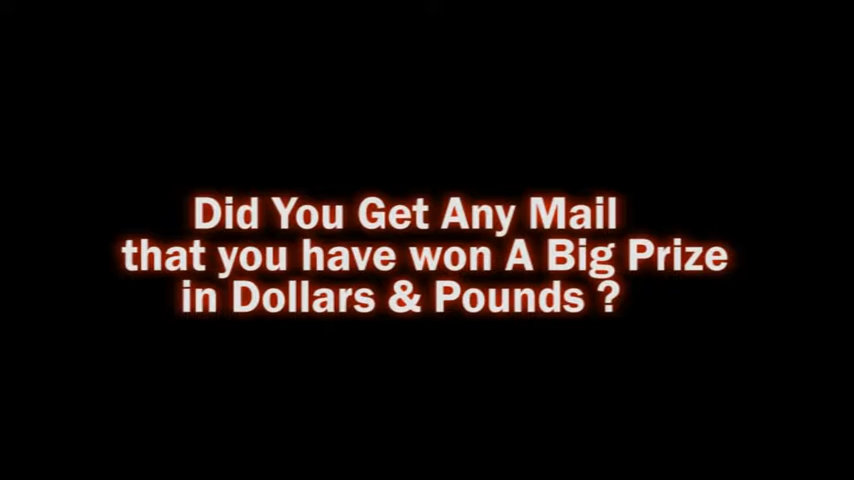 Did You Get Any Mail
that you have won A Big Prize
in Dollars & Pounds ?